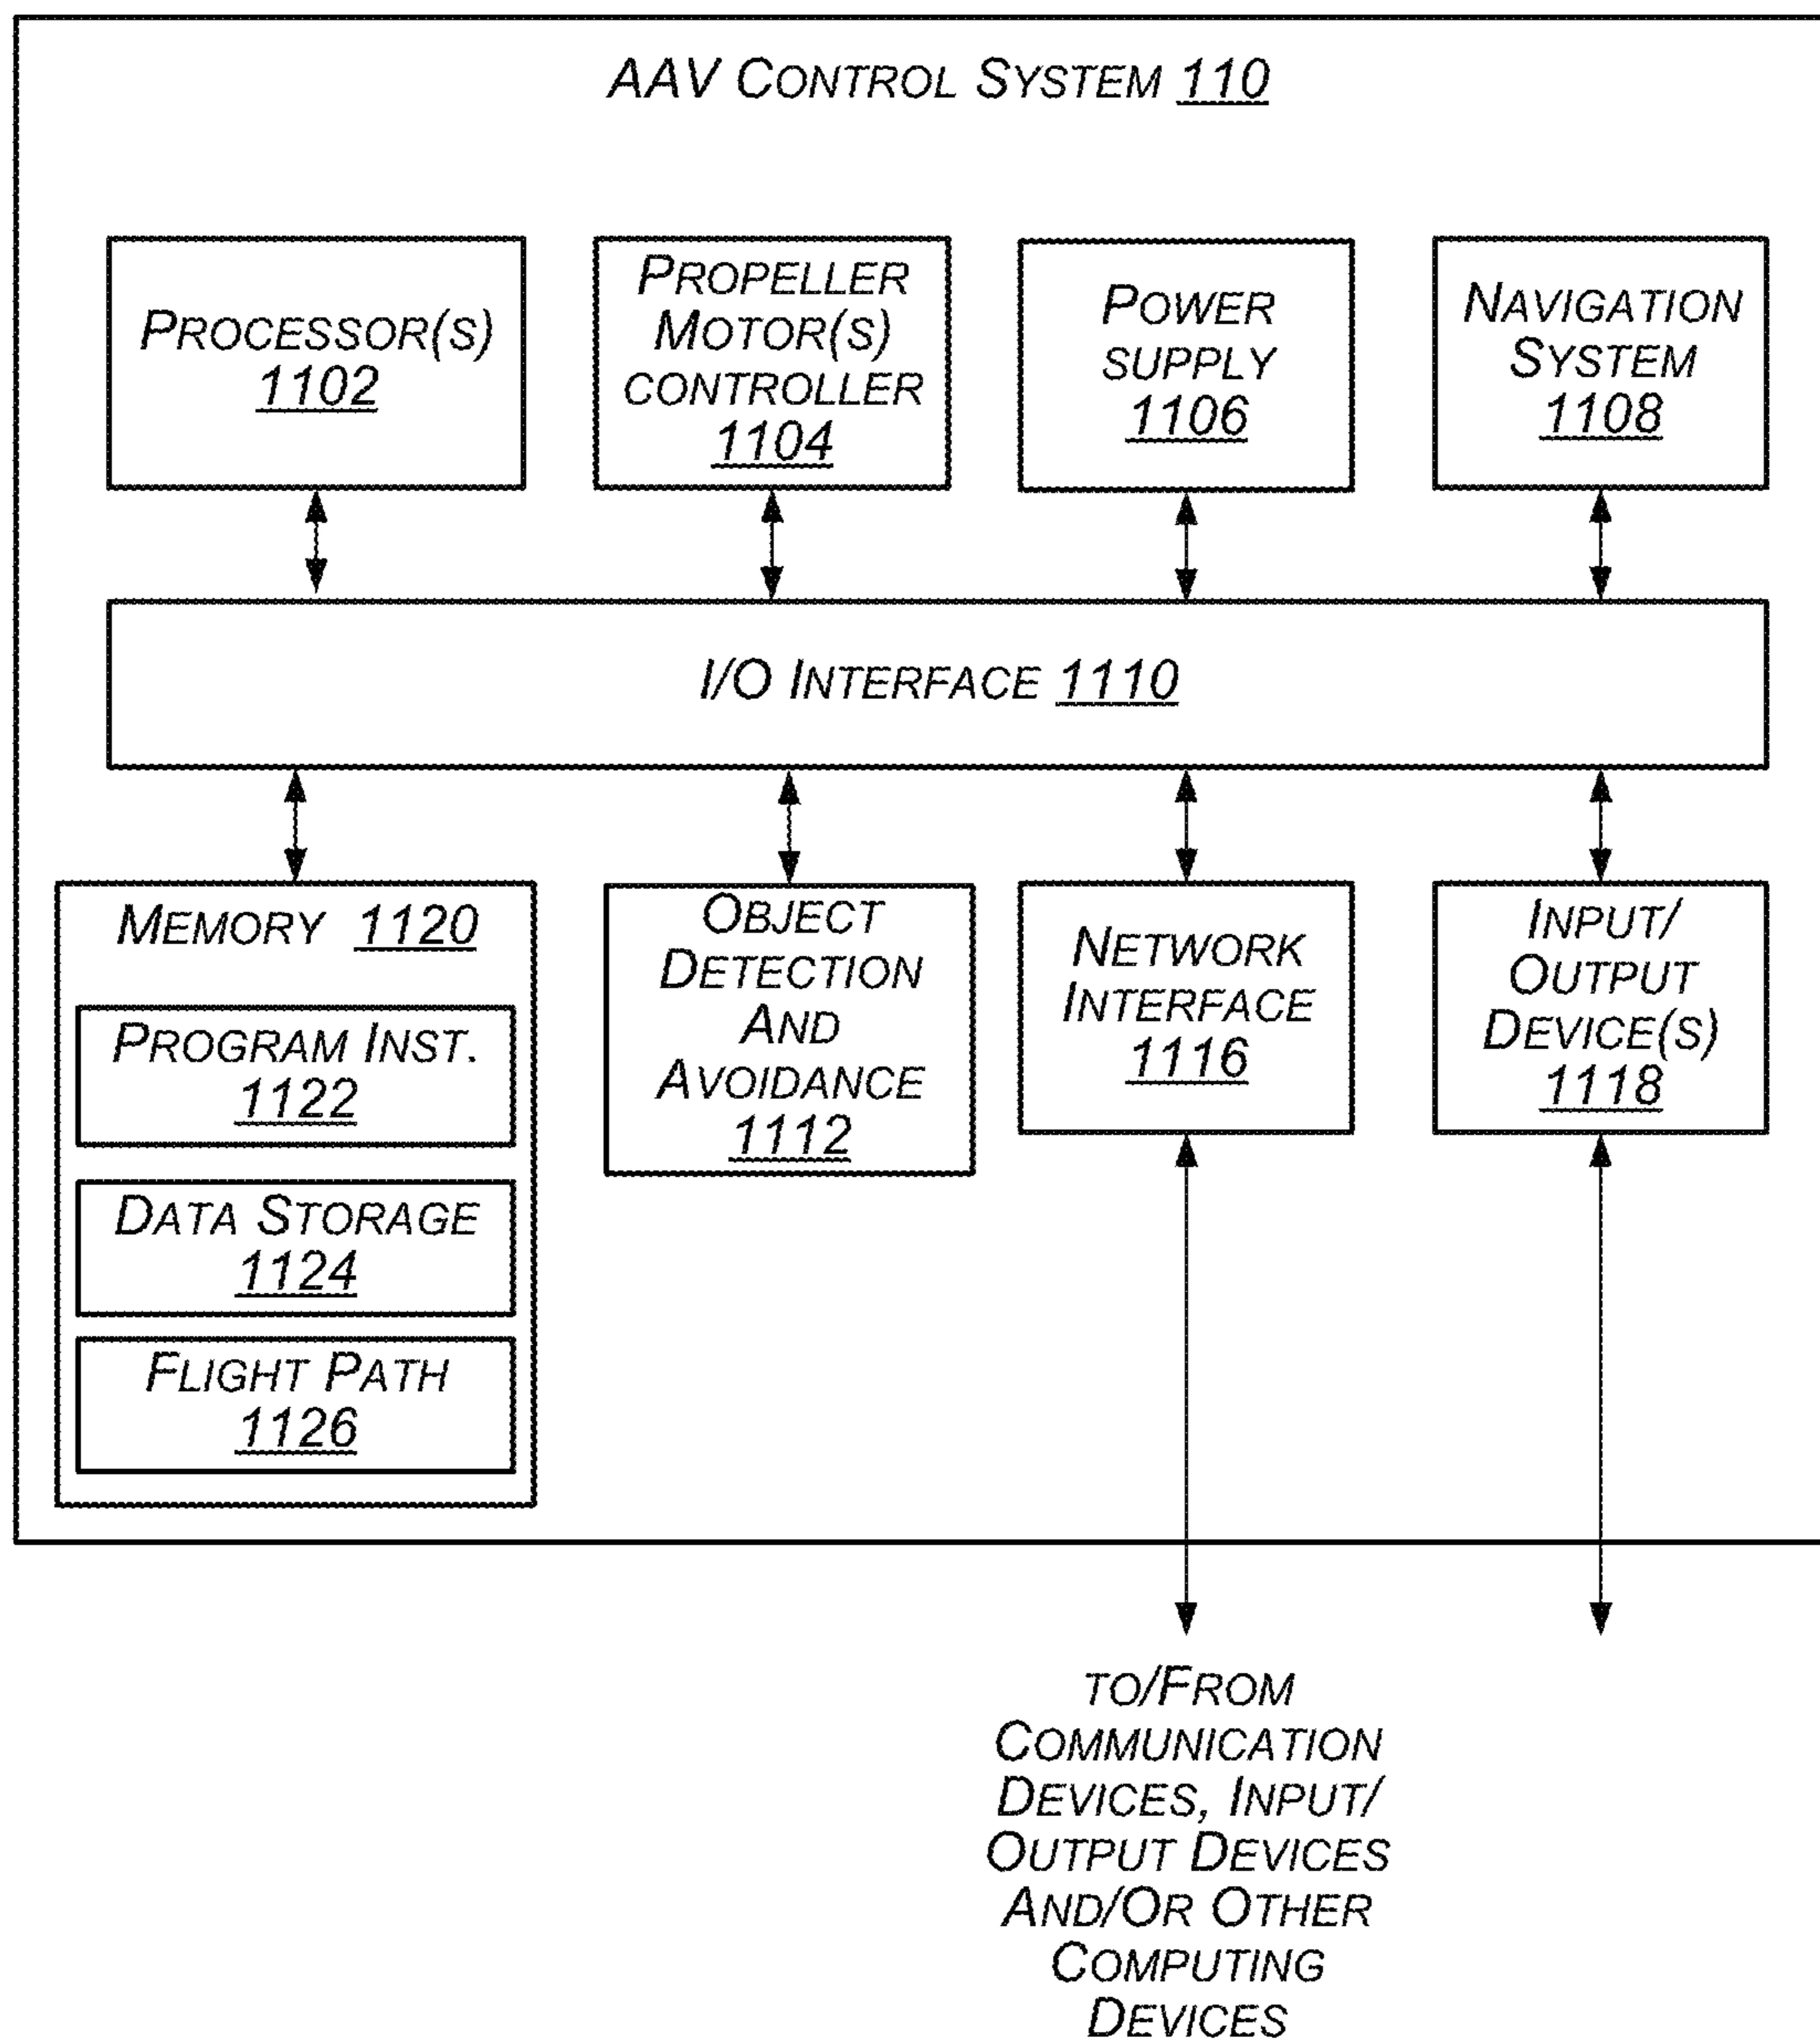 AAV CONTROL SYSTEM 110
PROCESSOR(S)
1102
PROPELLER
MOTOR(S)
CONTROLLER
1104
POWER
SUPPLY
1106
NAVIGATION
SYSTEM
1108
I/O INTERFACE 1110
MEMORY 1120
PROGRAM INST.
1122
DATA STORAGE
1124
FLIGHT PATH
1126
OBJECT
DETECTION
AND
AVOIDANCE
1112
NETWORK
INTERFACE
1116
INPUT/
OUTPUT
DEVICE(S)
1118
TO/FROM
COMMUNICATION
DEVICES, INPUT/
OUTPUT DEVICES
AND/OR OTHER
COMPUTING
DEVICES